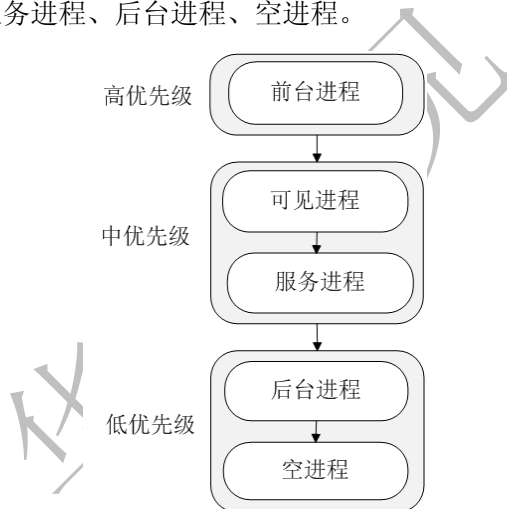 务进程、后台进程、空进程。
高优先级
前台进程
可见进程
中优先级
服务进程
后台进程
低优先级
空进程